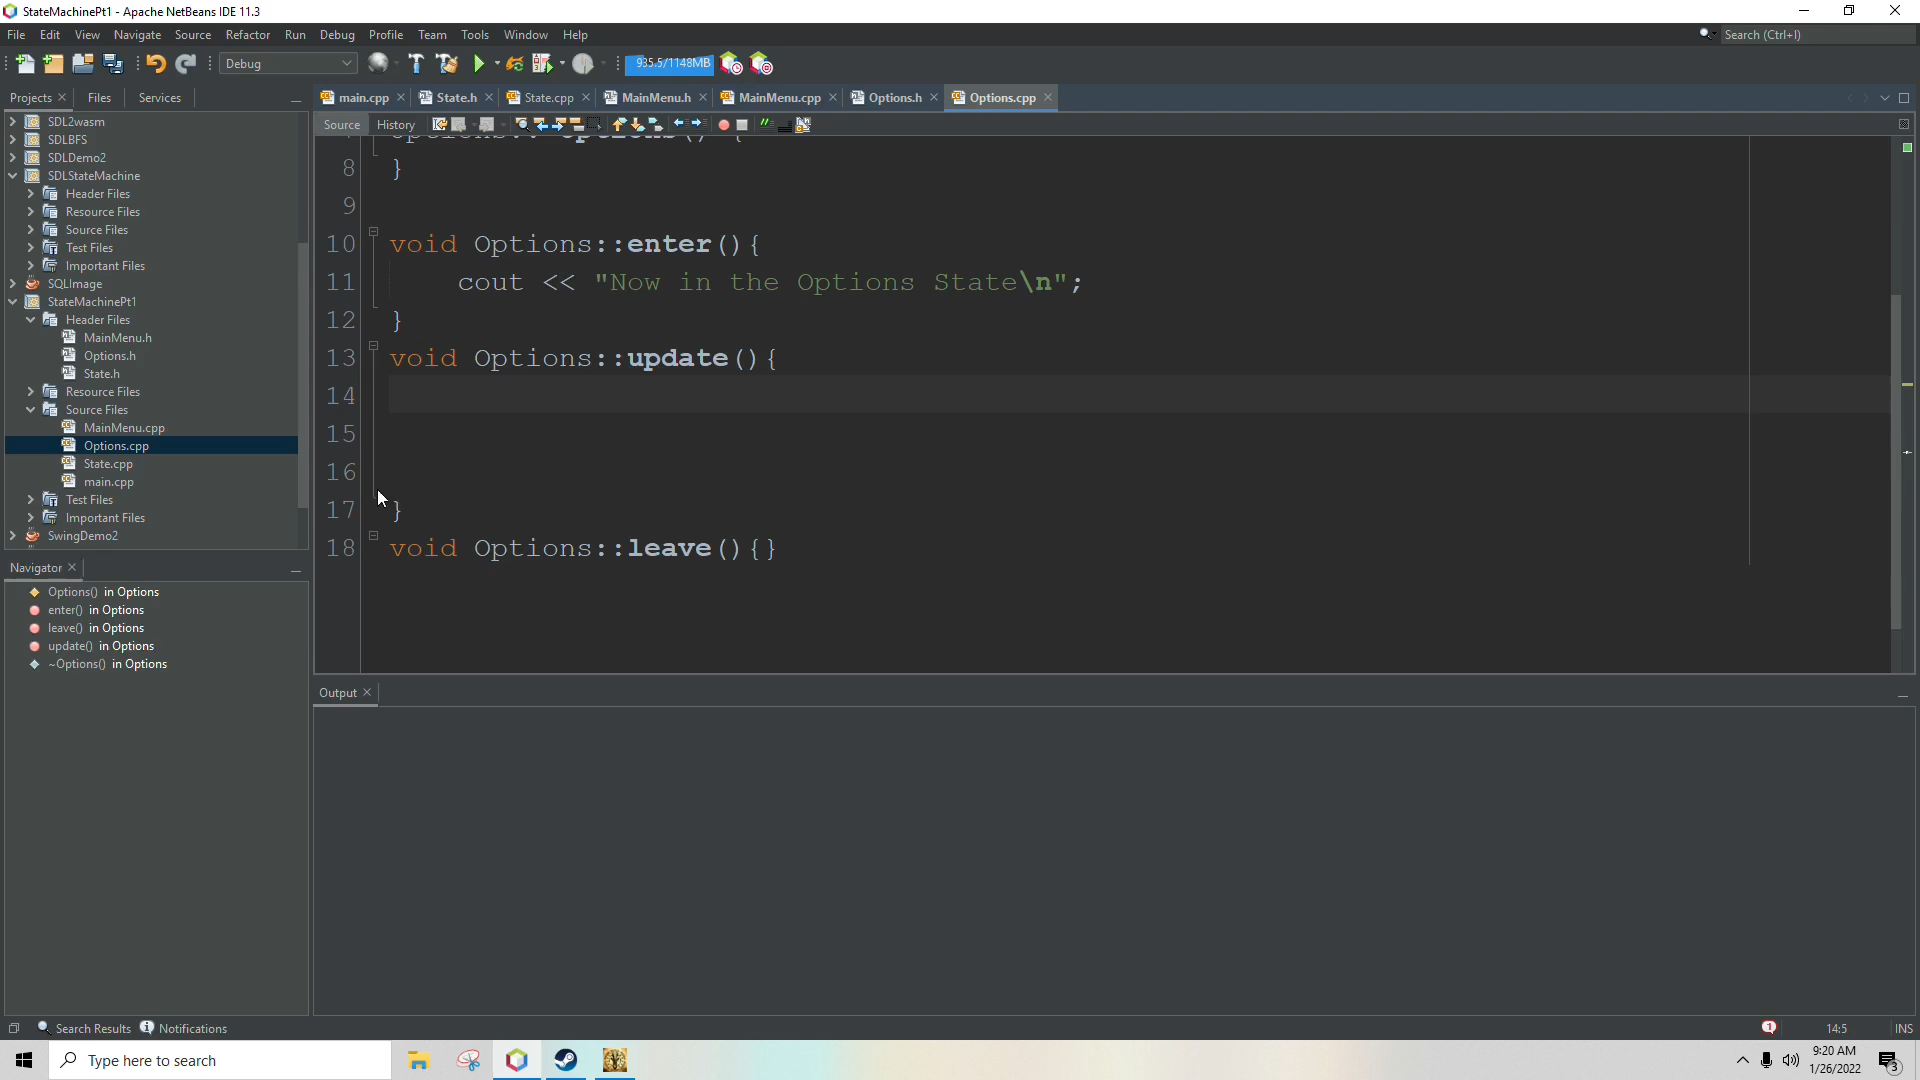 StateMachinePt1 - Apache NetBeans IDE 11.3
File Edit View Navigate Source Refactor Run Debug Profile Team Tools Window Help
Search (Ctrl+I)
Debug
935.5/1148MB
Projects Files Services
main.cpp State.h State.cpp MainMenu.h MainMenu.cpp Options.h Options.cpp
Source History
SDL2wasm
SDLBFS
SDLDemo2
SDLStateMachine
Header Files
Resource Files
Source Files
Test Files
Important Files
SQLImage
StateMachinePt1
Header Files
MainMenu.h
Options.h
State.h
Resource Files
Source Files
MainMenu.cpp
Options.cpp
State.cpp
main.cpp
Test Files
Important Files
SwingDemo2
8 }
9
10 void Options::enter(){
11 cout << "Now in the Options State\n";
12 }
13 void Options::update(){
14
15
16
17 }
18 void Options::leave(){}
Navigator
Options() in Options
enter() in Options
leave() in Options
update() in Options
~Options() in Options
Output
Search Results Notifications
1
14:5
INS
Type here to search
9:20 AM
1/26/2022
3